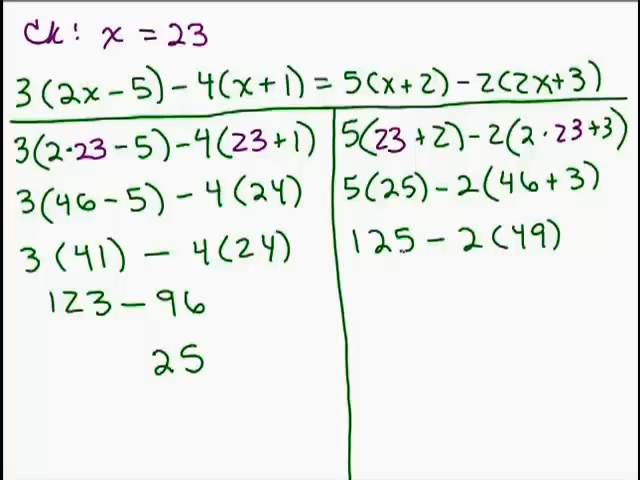 Ck: x = 23
3(2x - 5) - 4(x + 1) = 5(x + 2) - 2(2x + 3)
3(2·23 - 5) - 4(23 + 1)
3(46 - 5) - 4(24)
3(41) - 4(24)
123 - 96
25
5(23 + 2) - 2(2·23 + 3)
5(25) - 2(46 + 3)
125 - 2(49)